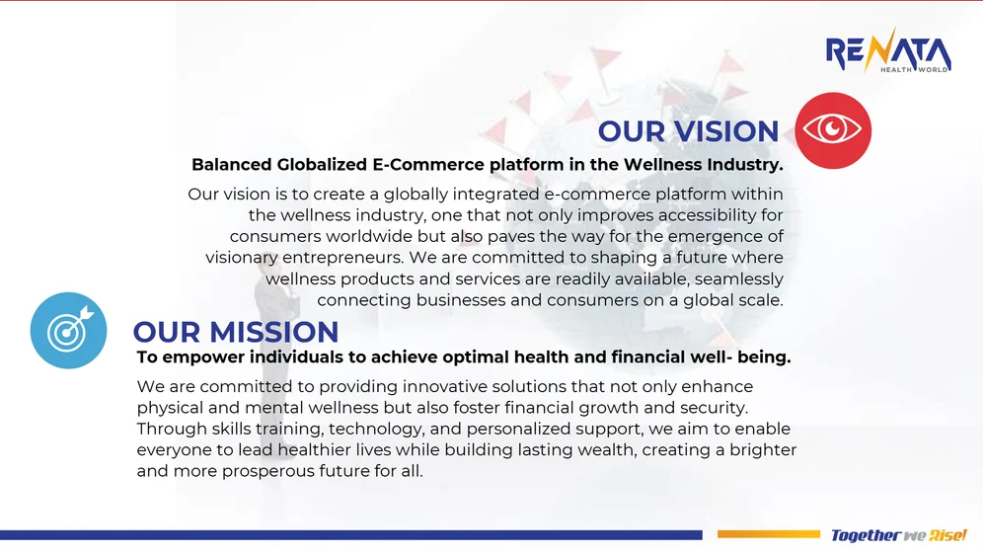 RENATA
HEALTH WORLD
OUR VISION
Balanced Globalized E-Commerce platform in the Wellness Industry.
Our vision is to create a globally integrated e-commerce platform within
the wellness industry, one that not only improves accessibility for
consumers worldwide but also paves the way for the emergence of
visionary entrepreneurs. We are committed to shaping a future where
wellness products and services are readily available, seamlessly
connecting businesses and consumers on a global scale.
OUR MISSION
To empower individuals to achieve optimal health and financial well- being.
We are committed to providing innovative solutions that not only enhance
physical and mental wellness but also foster financial growth and security.
Through skills training, technology, and personalized support, we aim to enable
everyone to lead healthier lives while building lasting wealth, creating a brighter
and more prosperous future for all.
Together we Rise!